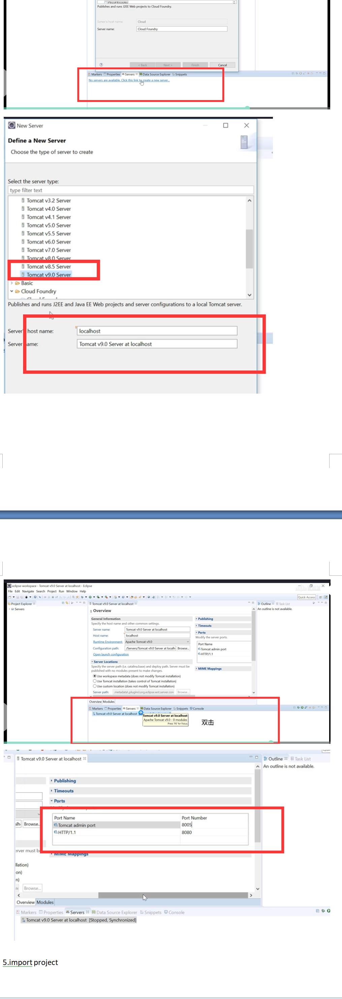 Cloud Foundry
Publishes and runs J2EE Web projects to Cloud Foundry.
Server's host name: Cloud
Server name: Cloud Foundry
< Back Next > Finish Cancel
Markers Properties Servers Data Source Explorer Snippets
No servers are available. Click this link to create a new server...
New Server
Define a New Server
Choose the type of server to create
Select the server type:
type filter text
Tomcat v3.2 Server
Tomcat v4.0 Server
Tomcat v4.1 Server
Tomcat v5.0 Server
Tomcat v5.5 Server
Tomcat v6.0 Server
Tomcat v7.0 Server
Tomcat v8.0 Server
Tomcat v8.5 Server
Tomcat v9.0 Server
Basic
Cloud Foundry
Publishes and runs J2EE and Java EE Web projects and server configurations to a local Tomcat server.
Server' host name: localhost
Server ame: Tomcat v9.0 Server at localhost
eclipse-workspace - Tomcat v9.0 Server at localhost - Eclipse
File Edit Navigate Search Project Run Window Help
Quick Access
Project Explorer Tomcat v9.0 Server at localhost Outline Task List
Servers An outline is not available.
Overview
General Information Publishing
Specify the host name and other common settings. Timeouts
Server name: Tomcat v9.0 Server at localhost Ports
Host name: localhost Modify the server ports.
Runtime Environment: Apache Tomcat v9.0 Port Name
Configuration path: /Servers/Tomcat v9.0 Server at localh Browse... Tomcat admin port
Open launch configuration HTTP/1.1
Server Locations
Specify the server path (i.e. catalina.base) and deploy path. Server must be
published with no modules present to make changes. MIME Mappings
Use workspace metadata (does not modify Tomcat installation)
Use Tomcat installation (takes control of Tomcat installation)
Use custom location (does not modify Tomcat installation)
Server path: .metadata\.plugins\org.eclipse.wst.server.cor Browse...
Overview Modules
Markers Properties Servers Data Source Explorer Snippets Console
Tomcat v9.0 Server at localhost
Tomcat v9.0 Server at localhost
Apache Tomcat v9.0 - 0 modules
Press 'F6' for Focus.
双击
Tomcat v9.0 Server at localhost Outline Task List
An outline is not available.
Publishing
Timeouts
Ports
Port Name Port Number
lh Browse.. Tomcat admin port 8005
HTTP/1.1 8080
erver must b MIME Mappings
llation)
on)
n)
Browse...
Overview Modules
Markers Properties Servers Data Source Explorer Snippets Console
Tomcat v9.0 Server at localhost [Stopped, Synchronized]
5.import project